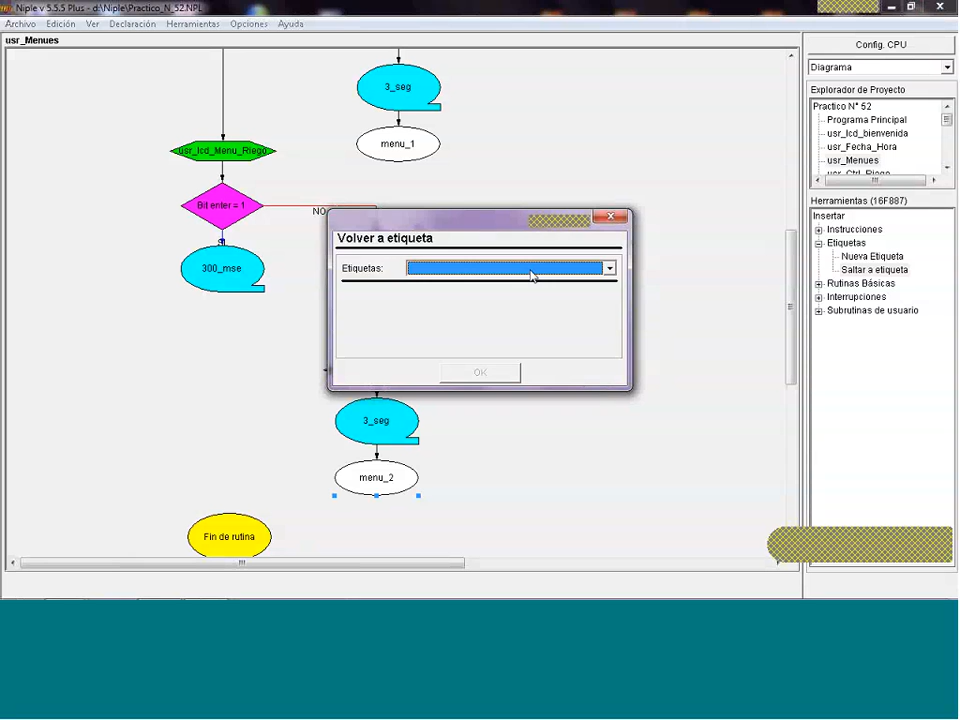 Niple v 5.5.5 Plus - d:\Niple\Practico_N_52.NPL
Archivo Edición Ver Declaración Herramientas Opciones Ayuda
usr_Menues
3_seg
menu_1
usr_lcd_Menu_Riego
Bit enter = 1
NO
300_mse
Volver a etiqueta
Etiquetas:
OK
3_seg
menu_2
Fin de rutina
Config. CPU
Diagrama
Explorador de Proyecto
Practico N° 52
Programa Principal
usr_lcd_bienvenida
usr_Fecha_Hora
usr_Menues
usr_Ctrl_Riego
Herramientas (16F887)
Insertar
Instrucciones
Etiquetas
Nueva Etiqueta
Saltar a etiqueta
Rutinas Básicas
Interrupciones
Subrutinas de usuario